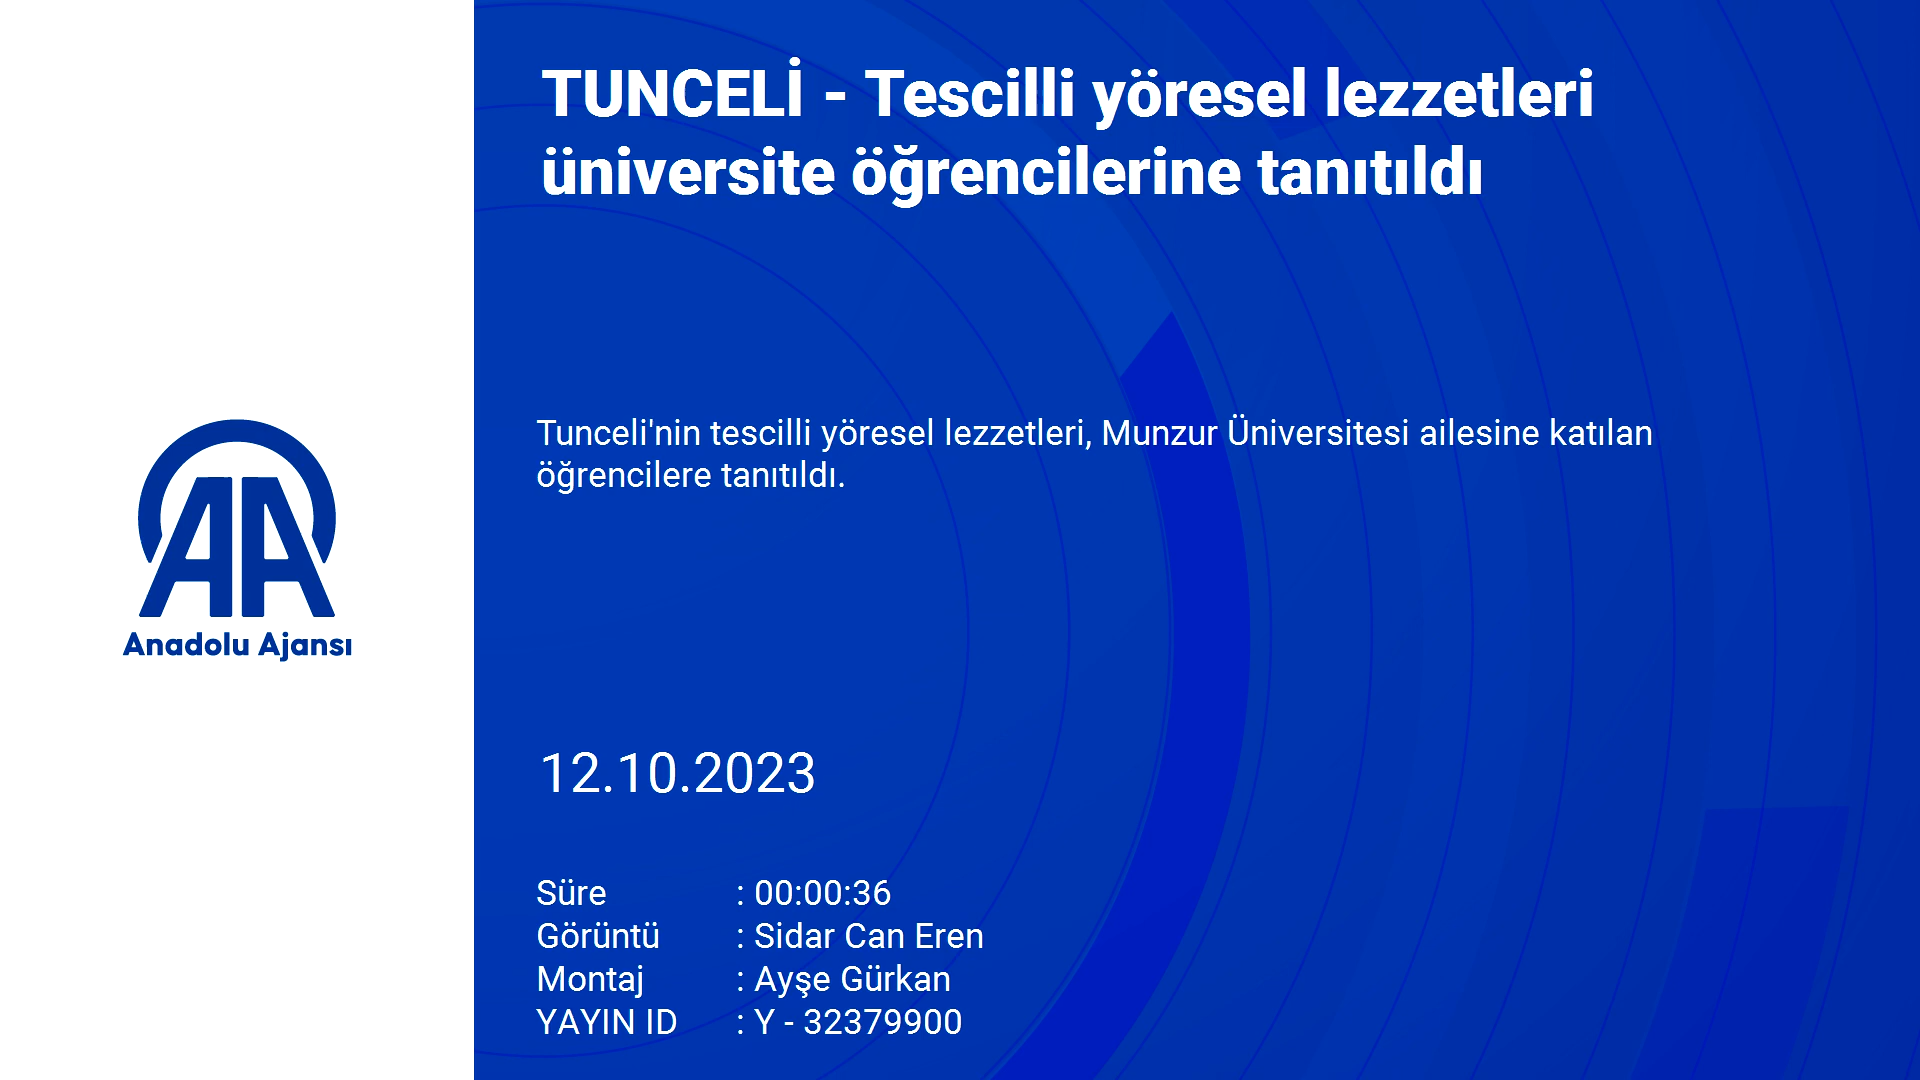 TUNCELİ - Tescilli yöresel lezzetleri
üniversite öğrencilerine tanıtıldı
Tunceli'nin tescilli yöresel lezzetleri, Munzur Üniversitesi ailesine katılan
öğrencilere tanıtıldı.
AA
Anadolu Ajansı
12.10.2023
Süre : 00:00:36
Görüntü : Sidar Can Eren
Montaj : Ayşe Gürkan
YAYIN ID : Y - 32379900